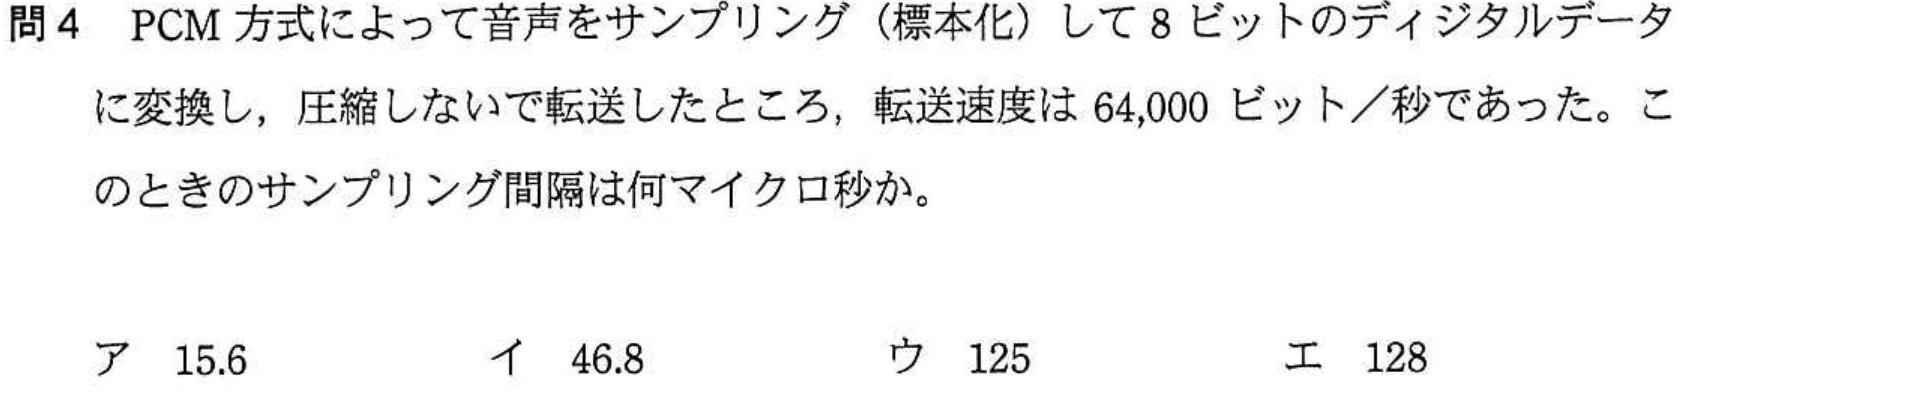 問4　PCM 方式によって音声をサンプリング（標本化）して 8 ビットのディジタルデータ
に変換し，圧縮しないで転送したところ，転送速度は 64,000 ビット／秒であった。こ
のときのサンプリング間隔は何マイクロ秒か。
ア　15.6　イ　46.8　ウ　125　エ　128